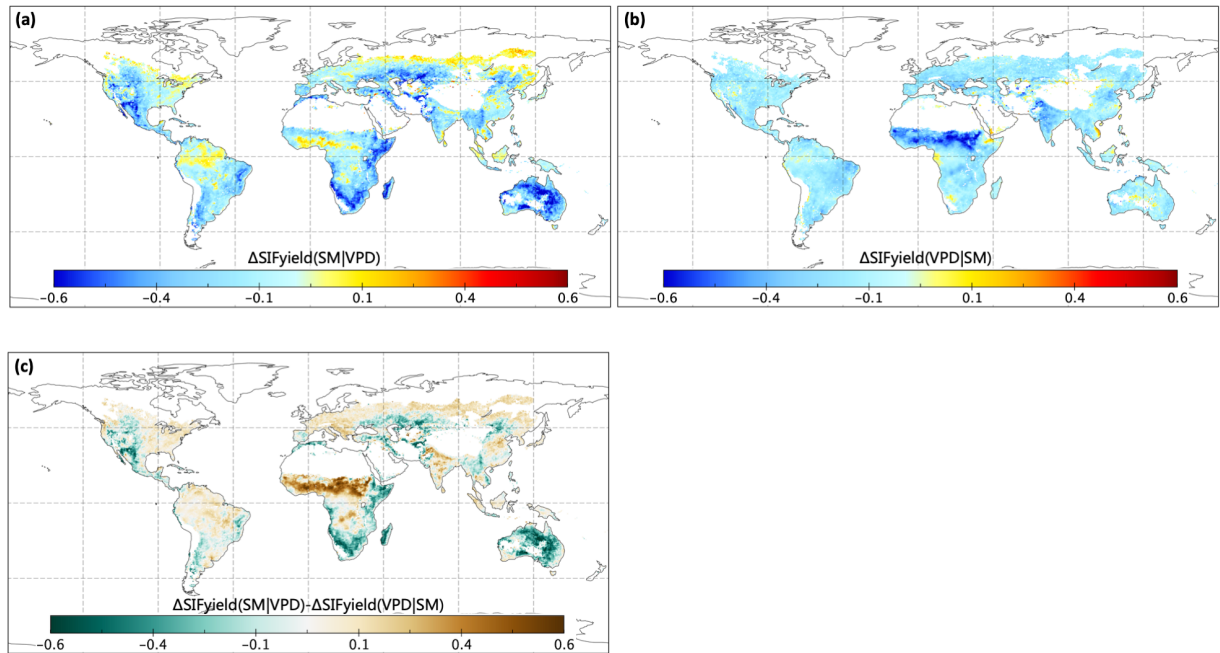 (a)
ΔSIFyield(SM|VPD)
−0.6 −0.4 −0.1 0.1 0.4 0.6
(b)
ΔSIFyield(VPD|SM)
−0.6 −0.4 −0.1 0.1 0.4 0.6
(c)
ΔSIFyield(SM|VPD)-ΔSIFyield(VPD|SM)
−0.6 −0.4 −0.1 0.1 0.4 0.6